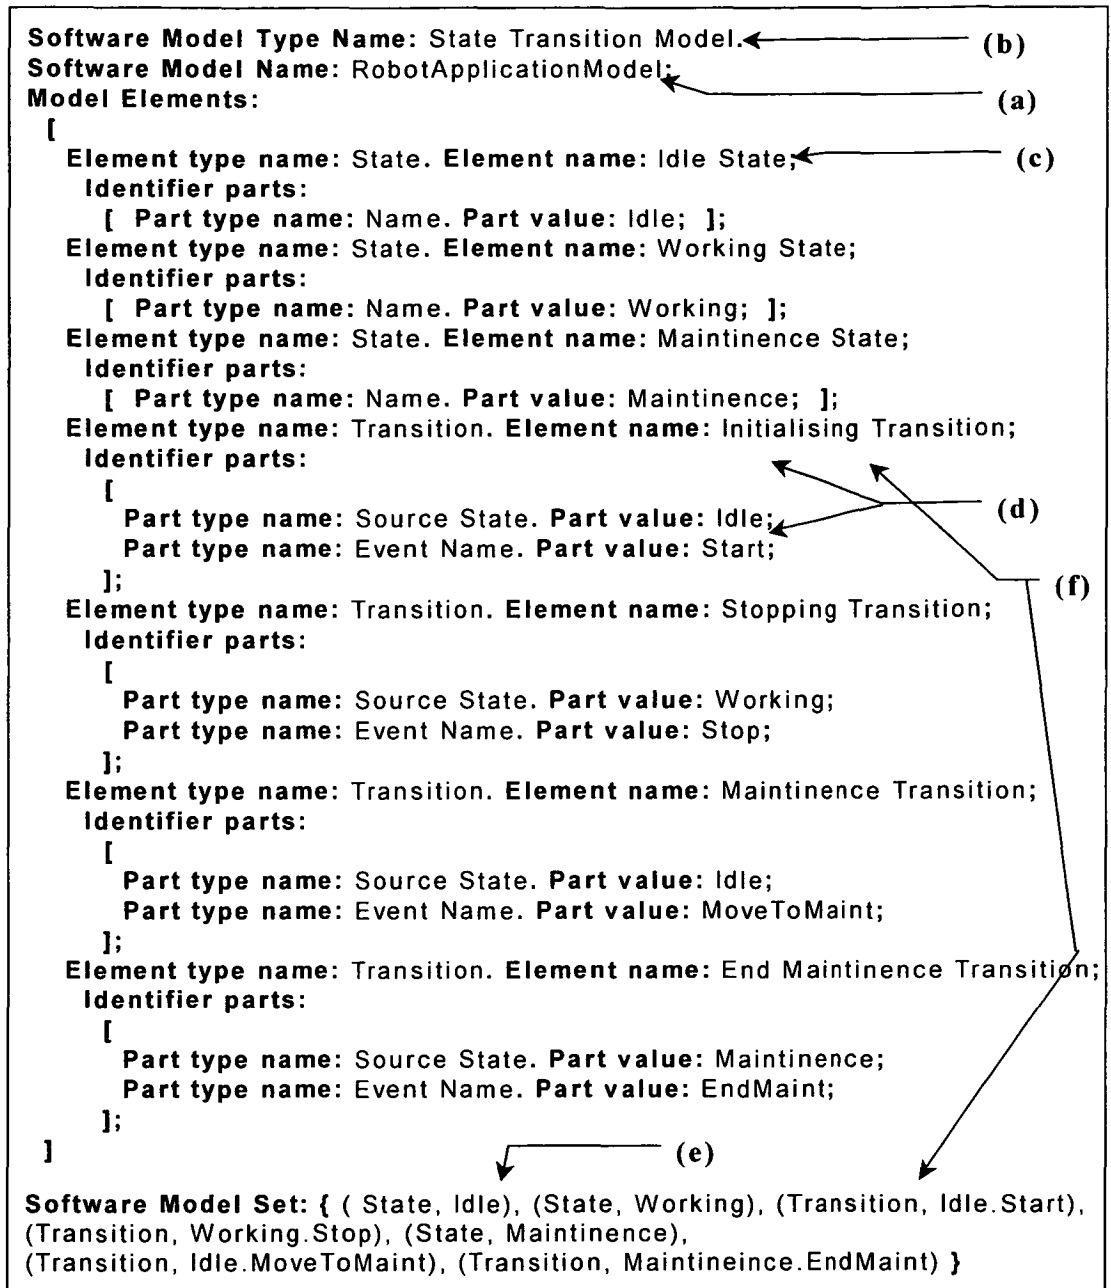 Software Model Type Name: State Transition Model. (b)
Software Model Name: RobotApplicationModel;
Model Elements: (a)
[
Element type name: State. Element name: Idle State; (c)
Identifier parts:
[ Part type name: Name. Part value: Idle; ];
Element type name: State. Element name: Working State;
Identifier parts:
[ Part type name: Name. Part value: Working; ];
Element type name: State. Element name: Maintinence State;
Identifier parts:
[ Part type name: Name. Part value: Maintinence; ];
Element type name: Transition. Element name: Initialising Transition;
Identifier parts:
[
Part type name: Source State. Part value: Idle; (d)
Part type name: Event Name. Part value: Start;
];
(f)
Element type name: Transition. Element name: Stopping Transition;
Identifier parts:
[
Part type name: Source State. Part value: Working;
Part type name: Event Name. Part value: Stop;
];
Element type name: Transition. Element name: Maintinence Transition;
Identifier parts:
[
Part type name: Source State. Part value: Idle;
Part type name: Event Name. Part value: MoveToMaint;
];
Element type name: Transition. Element name: End Maintinence Transition;
Identifier parts:
[
Part type name: Source State. Part value: Maintinence;
Part type name: Event Name. Part value: EndMaint;
];
] (e)
Software Model Set: { ( State, Idle), (State, Working), (Transition, Idle.Start),
(Transition, Working.Stop), (State, Maintinence),
(Transition, Idle.MoveToMaint), (Transition, Maintineince.EndMaint) }